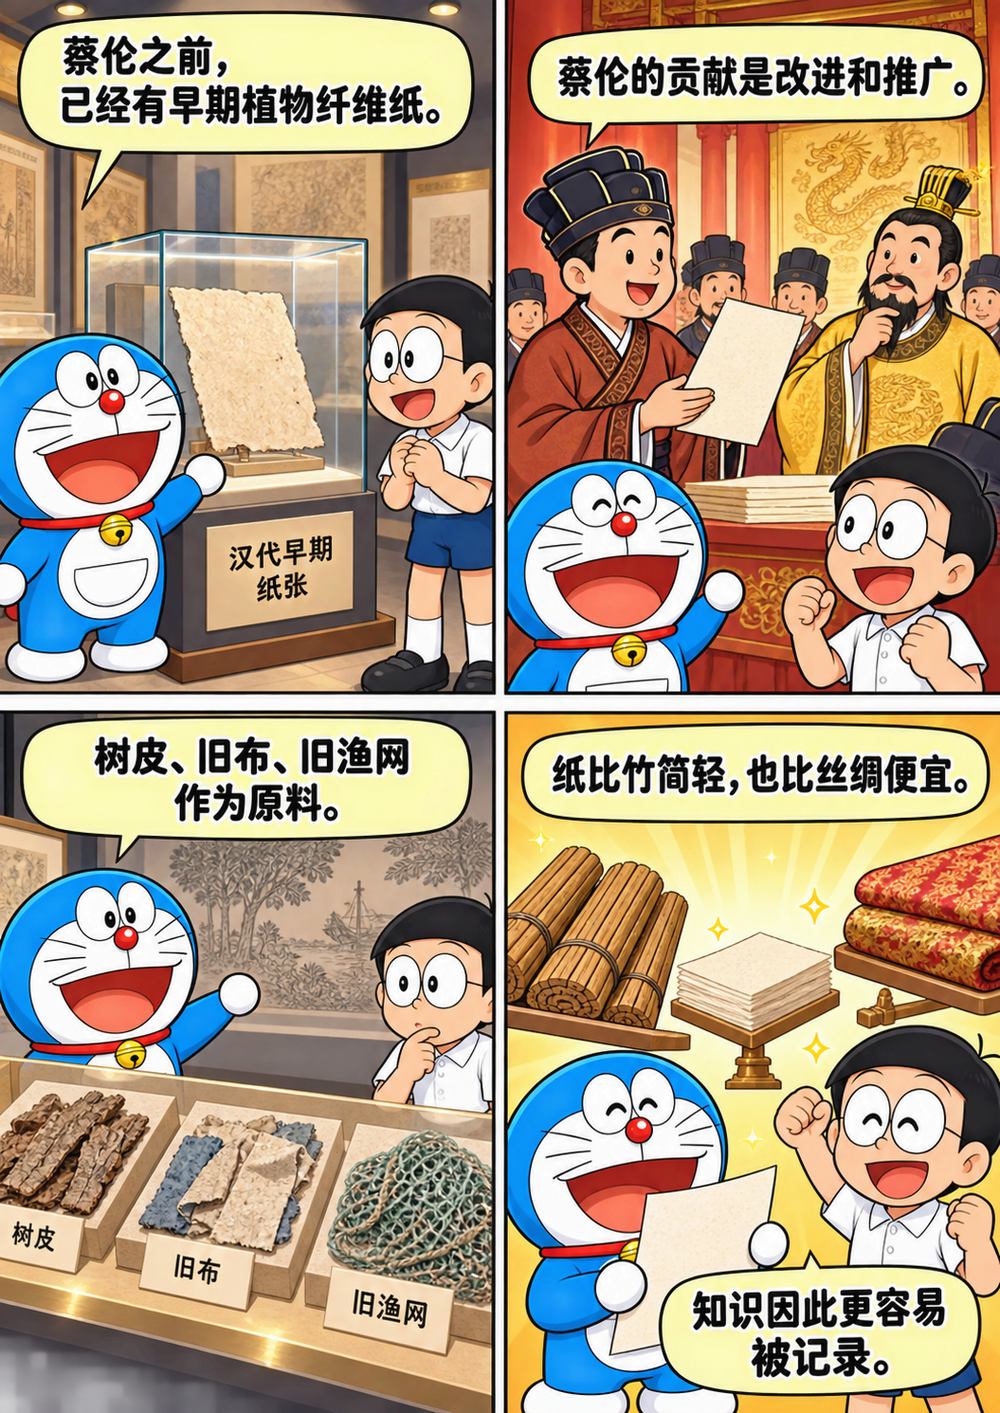 蔡伦之前，
已经有早期植物纤维纸。
汉代早期
纸张
蔡伦的贡献是改进和推广。
树皮、旧布、旧渔网
作为原料。
树皮
旧布
旧渔网
纸比竹简轻，也比丝绸便宜。
知识因此更容易
被记录。